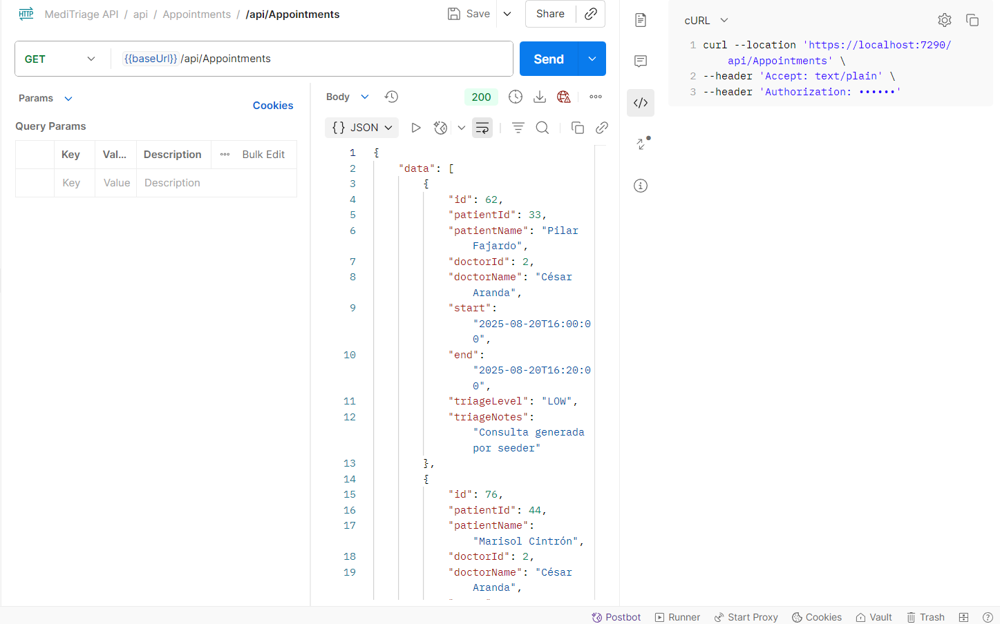 MediTriage API / api / Appointments / /api/Appointments
Save
Share
GET
{{baseUrl}} /api/Appointments
Send
Params
Cookies
Query Params
Key Val... Description Bulk Edit
Key Value Description
Body
200
{} JSON
1 {
2 "data": [
3 {
4 "id": 62,
5 "patientId": 33,
6 "patientName": "Pilar
Fajardo",
7 "doctorId": 2,
8 "doctorName": "César
Aranda",
9 "start":
"2025-08-20T16:00:0
0",
10 "end":
"2025-08-20T16:20:0
0",
11 "triageLevel": "LOW",
12 "triageNotes":
"Consulta generada
por seeder"
13 },
14 {
15 "id": 76,
16 "patientId": 44,
17 "patientName":
"Marisol Cintrón",
18 "doctorId": 2,
19 "doctorName": "César
Aranda",
cURL
1 curl --location 'https://localhost:7290/
api/Appointments' \
2 --header 'Accept: text/plain' \
3 --header 'Authorization: ••••••'
Postbot
Runner
Start Proxy
Cookies
Vault
Trash